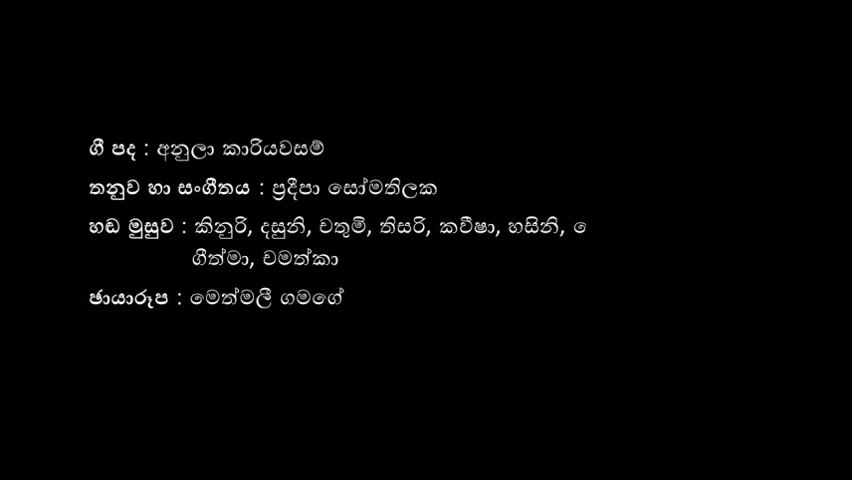 ගී පද : අනුලා කාරියවසම්
තනුව හා සංගීතය : ප්‍රදීපා සෝමතිලක
හඬ මුසුව : කිනුරි, දසුනි, චතුමි, තිසරි, කවීෂා, හසිනි,
ගීත්මා, චමත්කා
ඡායාරූප : මෙත්මලී ගමගේ